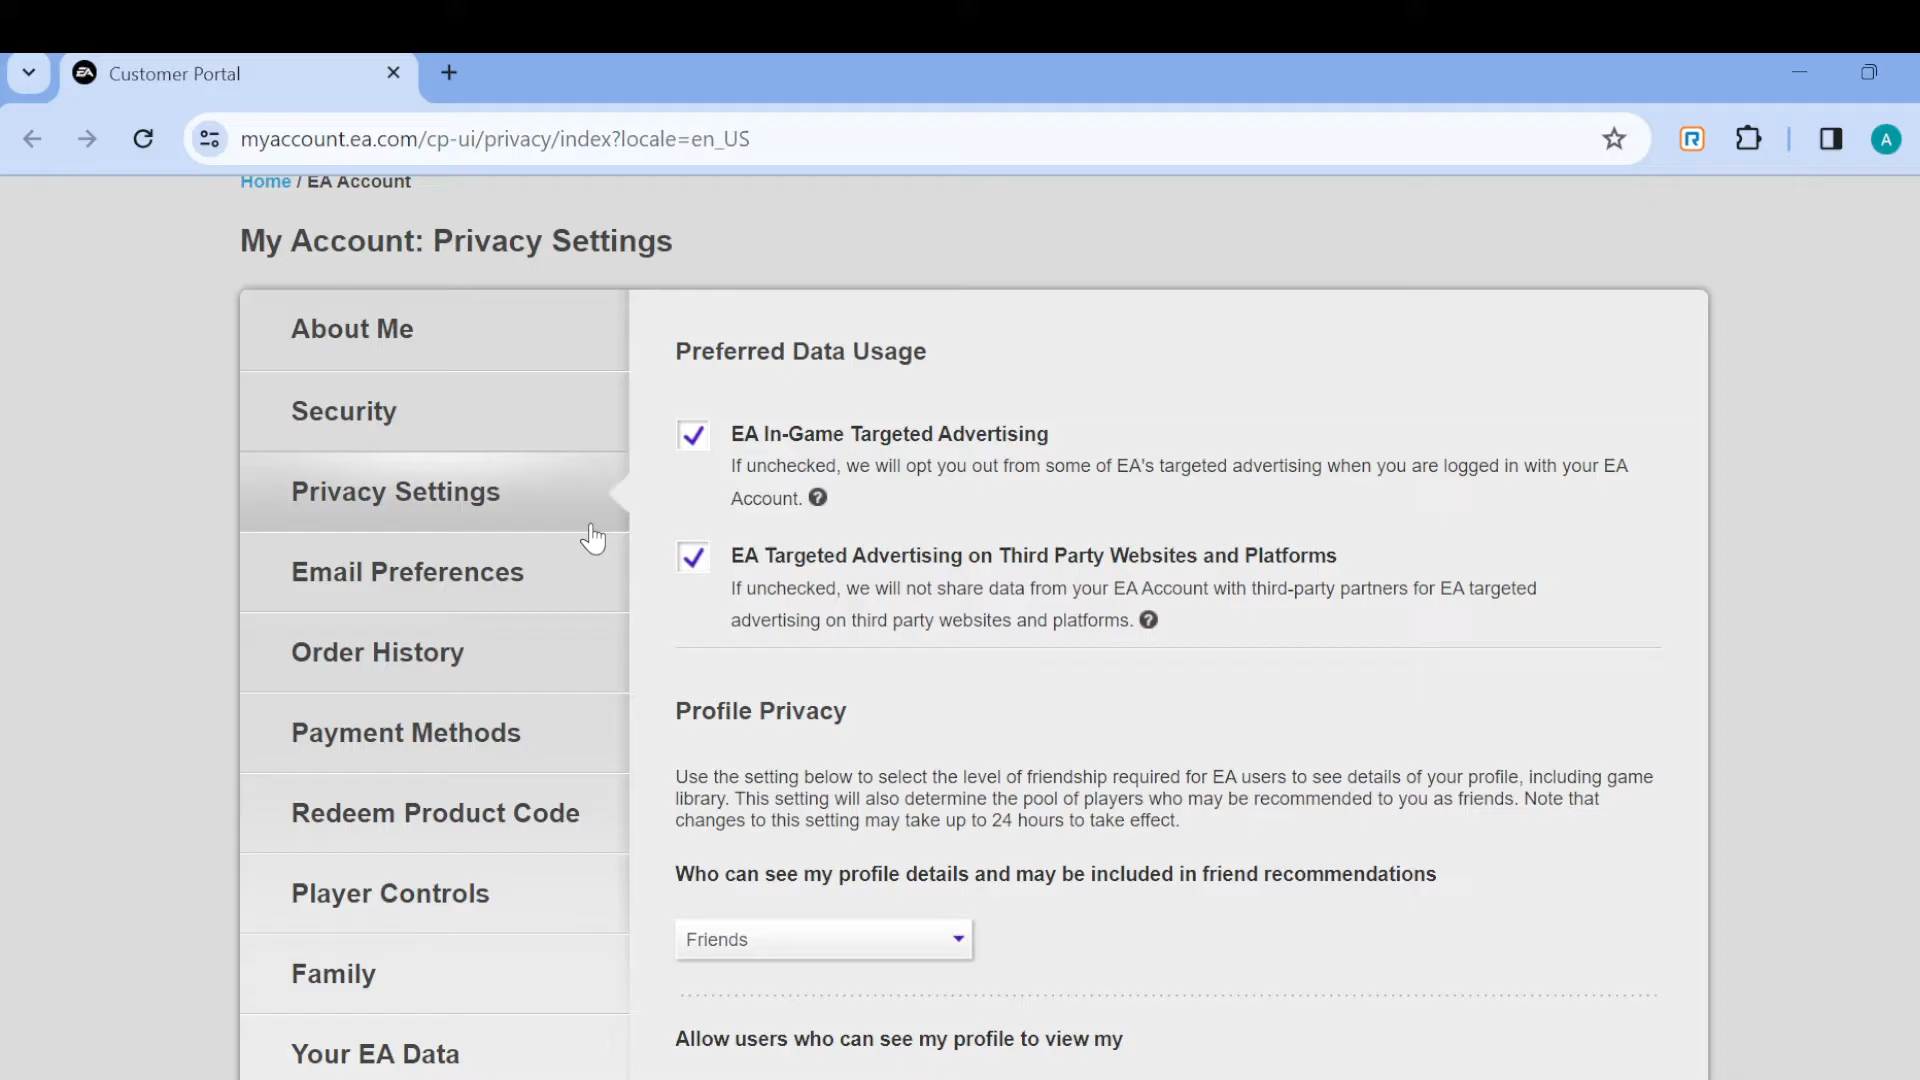 EA Customer Portal
myaccount.ea.com/cp-ui/privacy/index?locale=en_US
R
A
Home / EA Account
My Account: Privacy Settings
About Me
Security
Privacy Settings
Email Preferences
Order History
Payment Methods
Redeem Product Code
Player Controls
Family
Your EA Data
Preferred Data Usage
EA In-Game Targeted Advertising
If unchecked, we will opt you out from some of EA's targeted advertising when you are logged in with your EA
Account. ?
EA Targeted Advertising on Third Party Websites and Platforms
If unchecked, we will not share data from your EA Account with third-party partners for EA targeted
advertising on third party websites and platforms. ?
Profile Privacy
Use the setting below to select the level of friendship required for EA users to see details of your profile, including game
library. This setting will also determine the pool of players who may be recommended to you as friends. Note that
changes to this setting may take up to 24 hours to take effect.
Who can see my profile details and may be included in friend recommendations
Friends
Allow users who can see my profile to view my